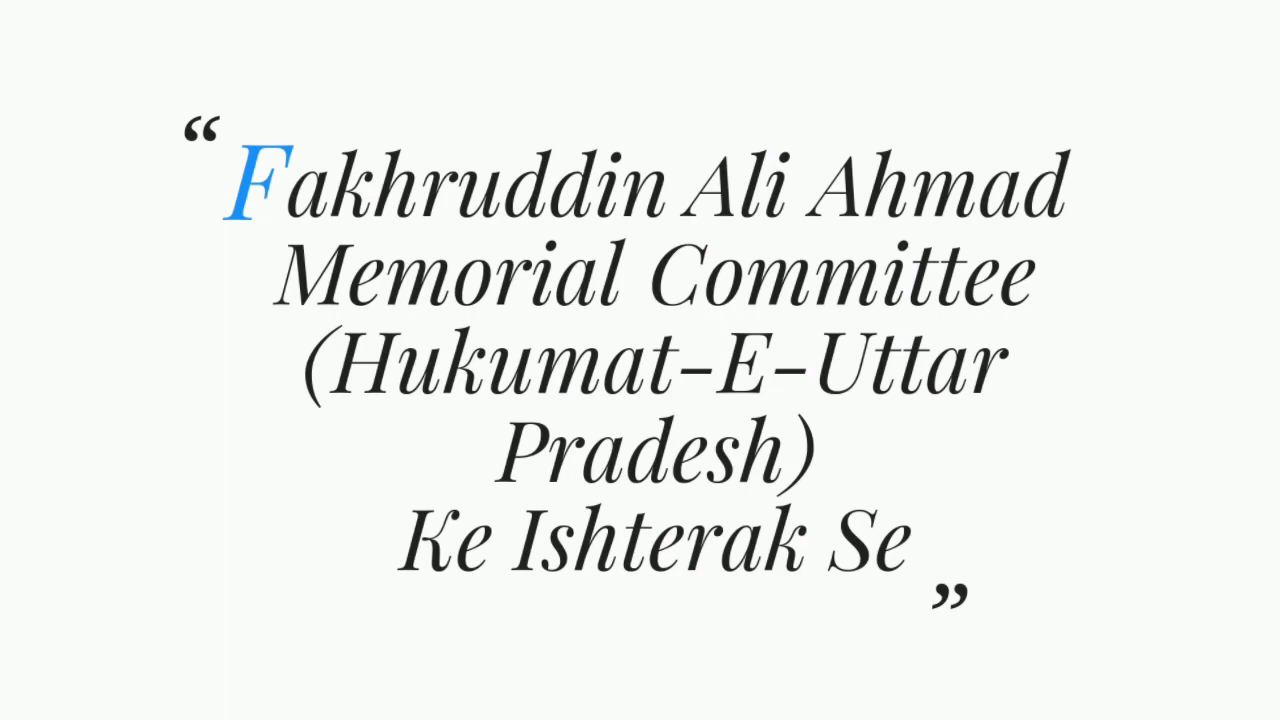 “Fakhruddin Ali Ahmad
Memorial Committee
(Hukumat-E-Uttar
Pradesh)
Ke Ishterak Se”